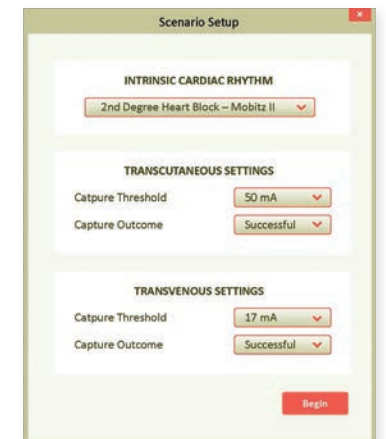 Scenario Setup
INTRINSIC CARDIAC RHYTHM
2nd Degree Heart Block – Mobitz II
TRANSCUTANEOUS SETTINGS
Catpure Threshold 50 mA
Capture Outcome Successful
TRANSVENOUS SETTINGS
Catpure Threshold 17 mA
Capture Outcome Successful
Begin